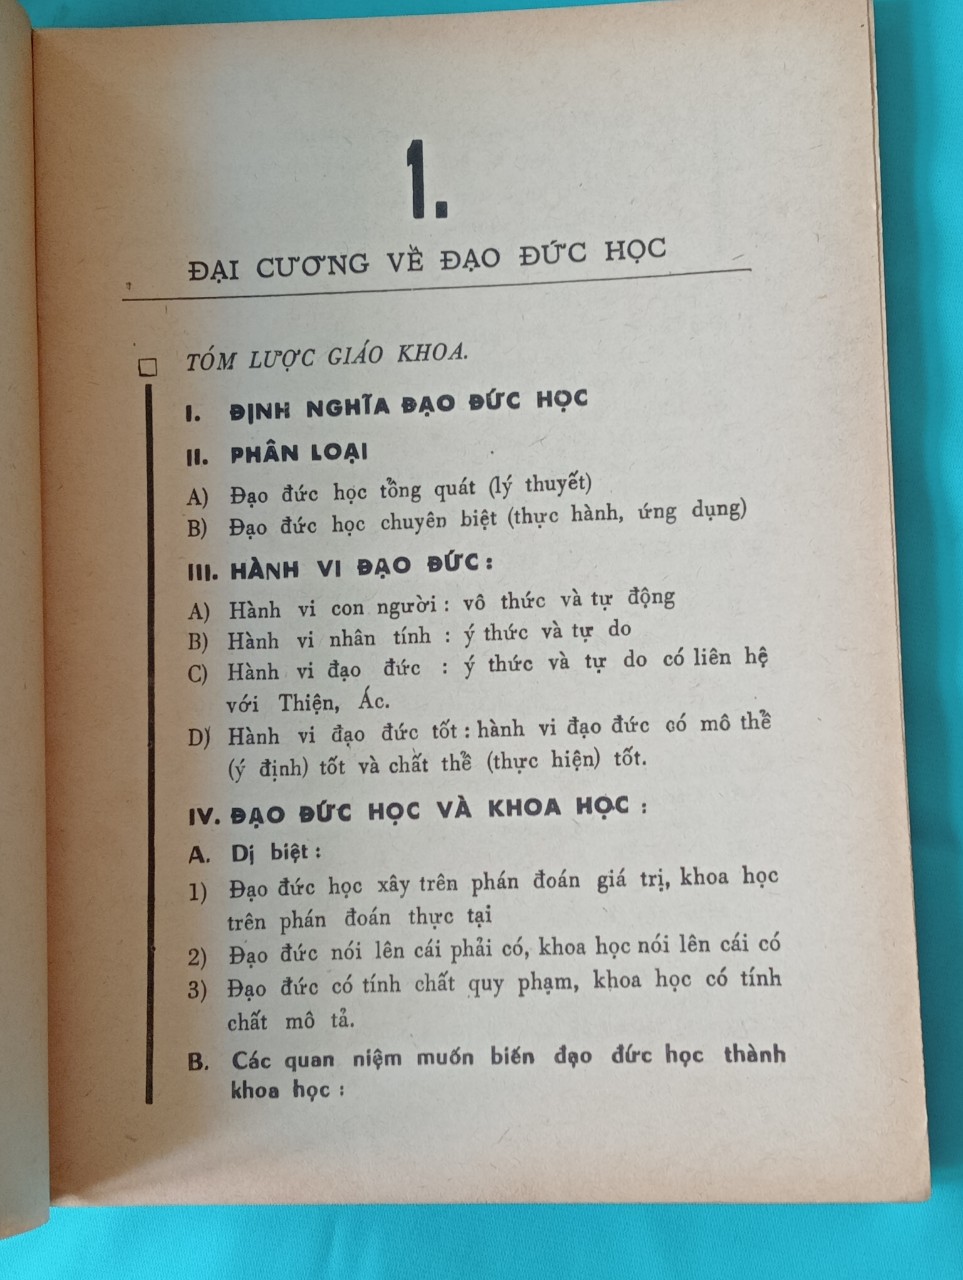 1.
ĐẠI CƯƠNG VỀ ĐẠO ĐỨC HỌC
TÓM LƯỢC GIÁO KHOA.
I. ĐỊNH NGHĨA ĐẠO ĐỨC HỌC
II. PHÂN LOẠI
A) Đạo đức học tổng quát (lý thuyết)
B) Đạo đức học chuyên biệt (thực hành, ứng dụng)
III. HÀNH VI ĐẠO ĐỨC :
A) Hành vi con người : vô thức và tự động
B) Hành vi nhân tính : ý thức và tự do
C) Hành vi đạo đức : ý thức và tự do có liên hệ
với Thiện, Ác.
D) Hành vi đạo đức tốt : hành vi đạo đức có mô thể
(ý định) tốt và chất thể (thực hiện) tốt.
IV. ĐẠO ĐỨC HỌC VÀ KHOA HỌC :
A. Dị biệt :
1) Đạo đức học xây trên phán đoán giá trị, khoa học
trên phán đoán thực tại
2) Đạo đức nói lên cái phải có, khoa học nói lên cái có
3) Đạo đức có tính chất quy phạm, khoa học có tính
chất mô tả.
B. Các quan niệm muốn biến đạo đức học thành
khoa học :